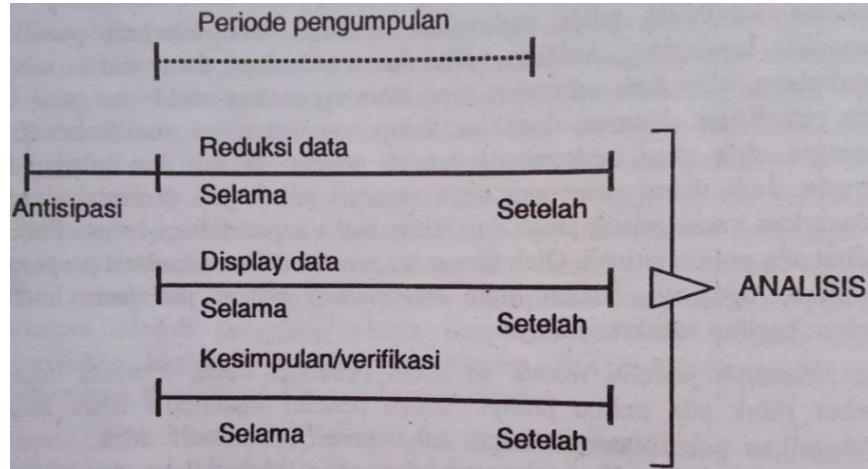 Periode pengumpulan
Reduksi data
Antisipasi
Selama
Setelah
Display data
Selama
Setelah
ANALISIS
Kesimpulan/verifikasi
Selama
Setelah